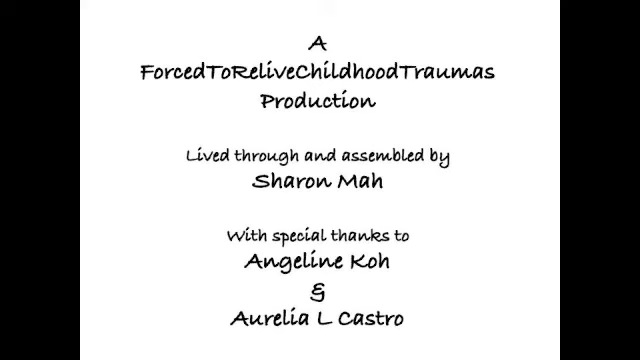 A
ForcedToReliveChildhoodTraumas
Production
Lived through and assembled by
Sharon Mah
With special thanks to
Angeline Koh
&
Aurelia L Castro